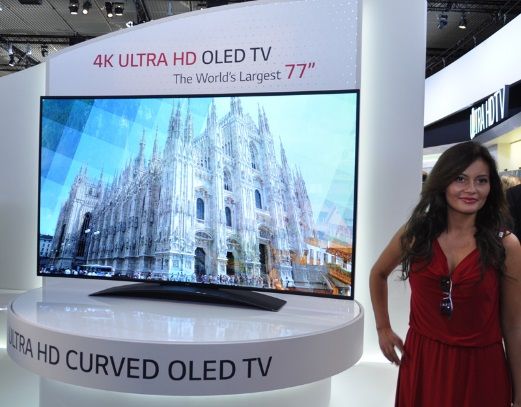 4K ULTRA HD OLED TV
The World's Largest 77"
ULTRA HDTV
ULTRA HD CURVED OLED TV